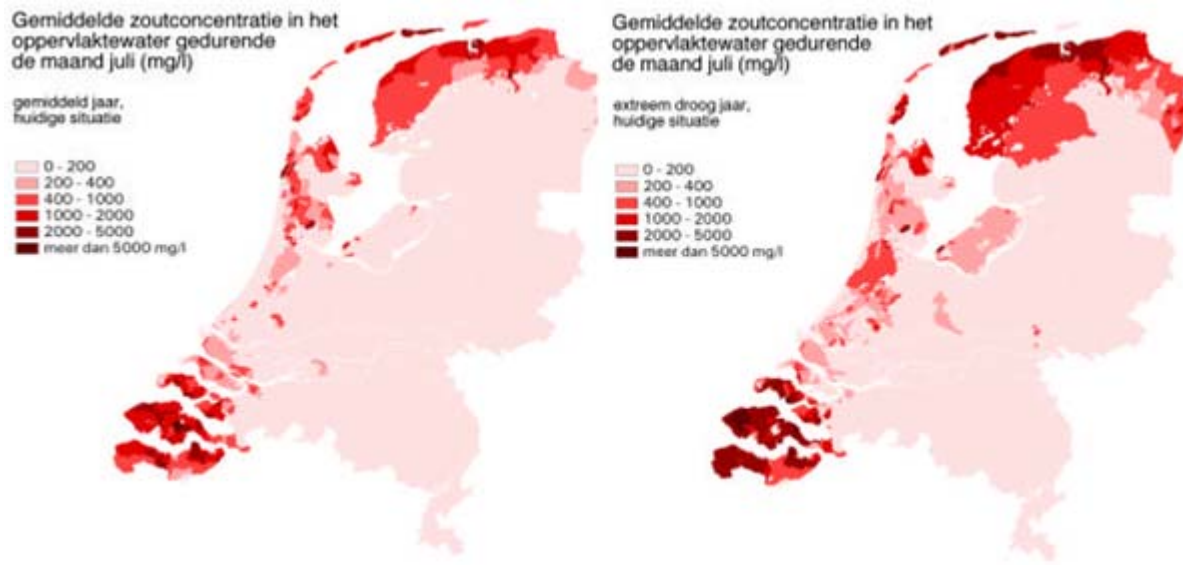 Gemiddelde zoutconcentratie in het
oppervlaktewater gedurende
de maand juli (mg/l)
gemiddeld jaar,
huidige situatie
0 - 200
200 - 400
400 - 1000
1000 - 2000
2000 - 5000
meer dan 5000 mg/l
Gemiddelde zoutconcentratie in het
oppervlaktewater gedurende
de maand juli (mg/l)
extreem droog jaar,
huidige situatie
0 - 200
200 - 400
400 - 1000
1000 - 2000
2000 - 5000
meer dan 5000 mg/l